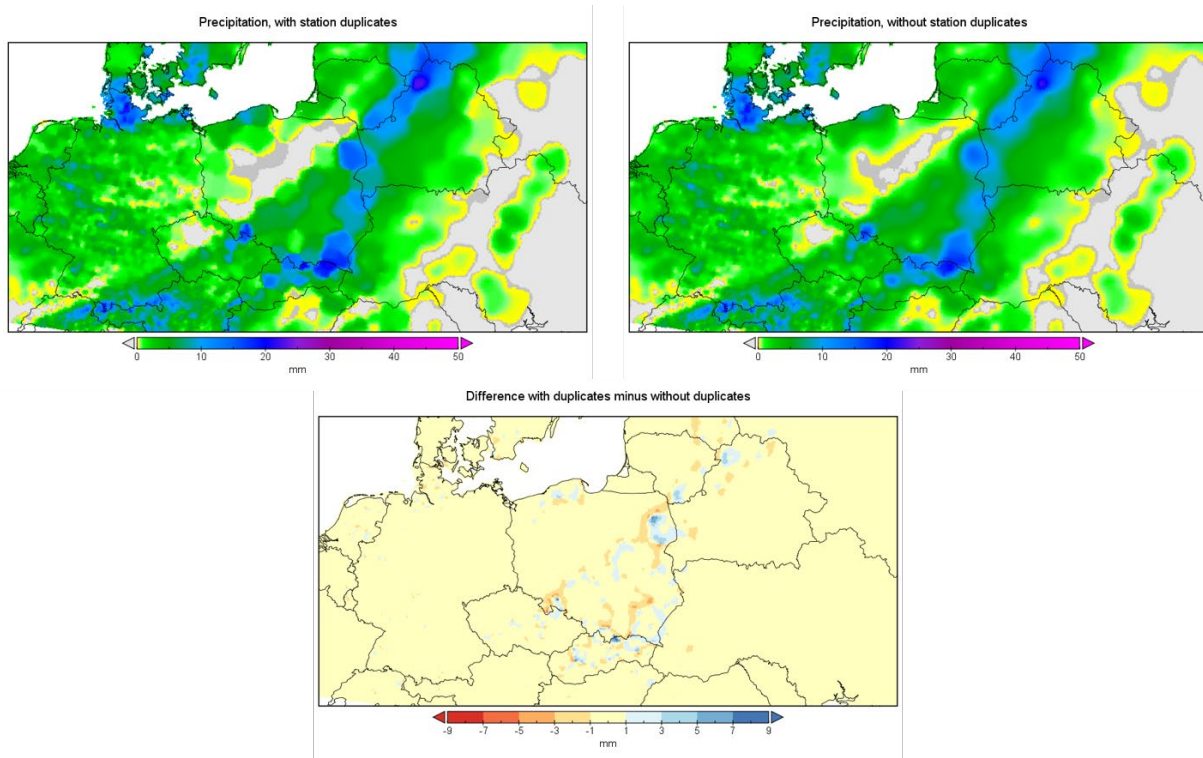 Precipitation, with station duplicates
Precipitation, without station duplicates
0 10 20 30 40 50
mm
0 10 20 30 40 50
mm
Difference with duplicates minus without duplicates
-9 -7 -5 -3 -1 1 3 5 7 9
mm